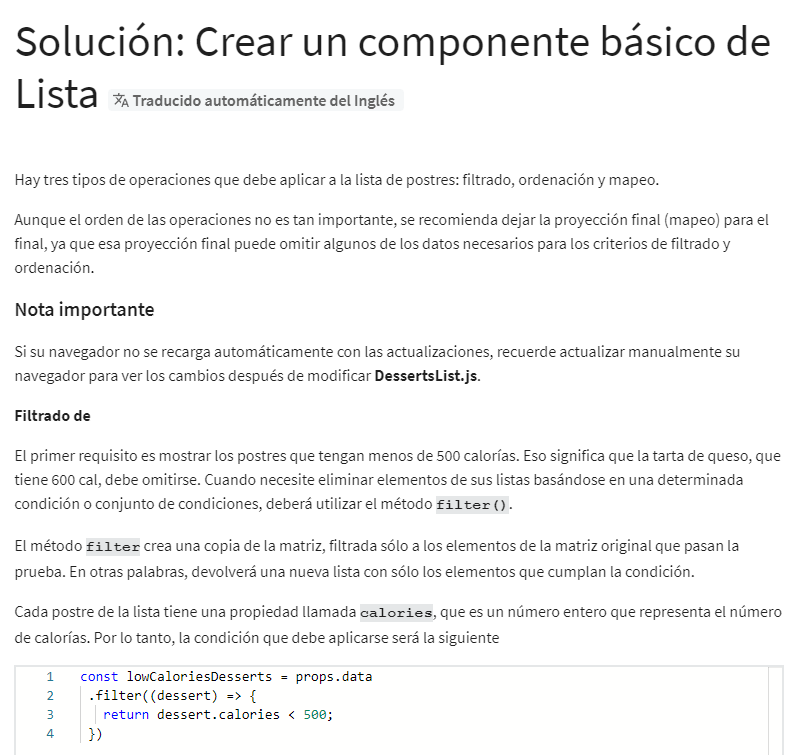 Solución: Crear un componente básico de
Lista Traducido automáticamente del Inglés
Hay tres tipos de operaciones que debe aplicar a la lista de postres: filtrado, ordenación y mapeo.
Aunque el orden de las operaciones no es tan importante, se recomienda dejar la proyección final (mapeo) para el
final, ya que esa proyección final puede omitir algunos de los datos necesarios para los criterios de filtrado y
ordenación.
Nota importante
Si su navegador no se recarga automáticamente con las actualizaciones, recuerde actualizar manualmente su
navegador para ver los cambios después de modificar DessertsList.js.
Filtrado de
El primer requisito es mostrar los postres que tengan menos de 500 calorías. Eso significa que la tarta de queso, que
tiene 600 cal, debe omitirse. Cuando necesite eliminar elementos de sus listas basándose en una determinada
condición o conjunto de condiciones, deberá utilizar el método filter().
El método filter crea una copia de la matriz, filtrada sólo a los elementos de la matriz original que pasan la
prueba. En otras palabras, devolverá una nueva lista con sólo los elementos que cumplan la condición.
Cada postre de la lista tiene una propiedad llamada calories, que es un número entero que representa el número
de calorías. Por lo tanto, la condición que debe aplicarse será la siguiente
1 const lowCaloriesDesserts = props.data
2 .filter((dessert) => {
3 return dessert.calories < 500;
4 })